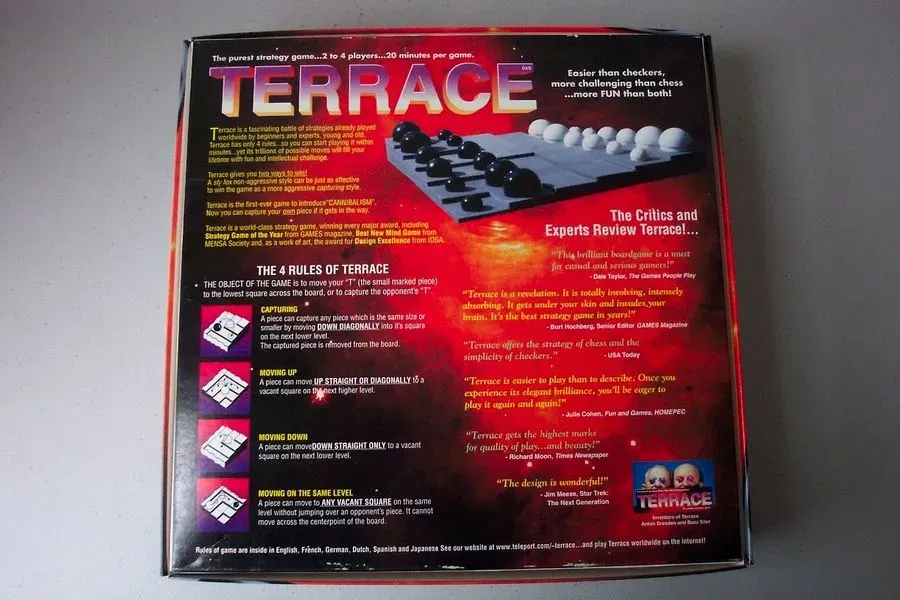 The purest strategy game...2 to 4 players...20 minutes per game.
TERRACE
6x6
Easier than checkers,
more challenging than chess
...more FUN than both!
Terrace is a fascinating battle of strategies already played
worldwide by beginners and experts, young and old.
Terrace has only 4 rules...so you can start playing it within
minutes...yet its trillions of possible moves will fill your
lifetime with fun and intellectual challenge.
Terrace gives you two ways to win!
A sly fox non-aggressive style can be just as effective
to win the game as a more aggressive capturing style.
Terrace is the first-ever game to introduce "CANNIBALISM".
Now you can capture your own piece if it gets in the way.
Terrace is a world-class strategy game, winning every major award, including
Strategy Game of the Year from GAMES magazine, Best New Mind Game from
MENSA Society and, as a work of art, the award for Design Excellence from IDSA.
THE 4 RULES OF TERRACE
• THE OBJECT OF THE GAME is to move your "T" (the small marked piece)
to the lowest square across the board, or to capture the opponent's "T".
CAPTURING
A piece can capture any piece which is the same size or
smaller by moving DOWN DIAGONALLY into it's square
on the next lower level.
The captured piece is removed from the board.
MOVING UP
A piece can move UP STRAIGHT OR DIAGONALLY to a
vacant square on the next higher level.
MOVING DOWN
A piece can move DOWN STRAIGHT ONLY to a vacant
square on the next lower level.
MOVING ON THE SAME LEVEL
A piece can move to ANY VACANT SQUARE on the same
level without jumping over an opponent's piece. It cannot
move across the centerpoint of the board.
The Critics and
Experts Review Terrace!...
"This brilliant boardgame is a must
for casual and serious gamers!"
- Dale Taylor, The Games People Play
"Terrace is a revelation. It is totally involving, intensely
absorbing. It gets under your skin and invades your
brain. It's the best strategy game in years!"
- Burt Hochberg, Senior Editor GAMES Magazine
"Terrace offers the strategy of chess and the
simplicity of checkers."
- USA Today
"Terrace is easier to play than to describe. Once you
experience its elegant brilliance, you'll be eager to
play it again and again!"
- Julie Cohen, Fun and Games, HOMEPEC
"Terrace gets the highest marks
for quality of play...and beauty!"
- Richard Moon, Times Newspaper
"The design is wonderful!"
- Jim Meese, Star Trek:
The Next Generation
TERRACE
Inventors of Terrace
Anton Dresden and Buzz Siler
Rules of game are inside in English, French, German, Dutch, Spanish and Japanese See our website at www.teleport.com/~terrace...and play Terrace worldwide on the internet!